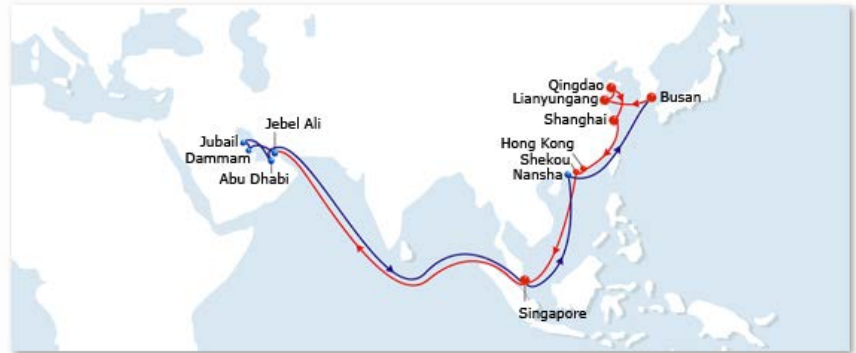 Qingdao
Lianyungang
Busan
Shanghai
Hong Kong
Shekou
Nansha
Jebel Ali
Jubail
Dammam
Abu Dhabi
Singapore